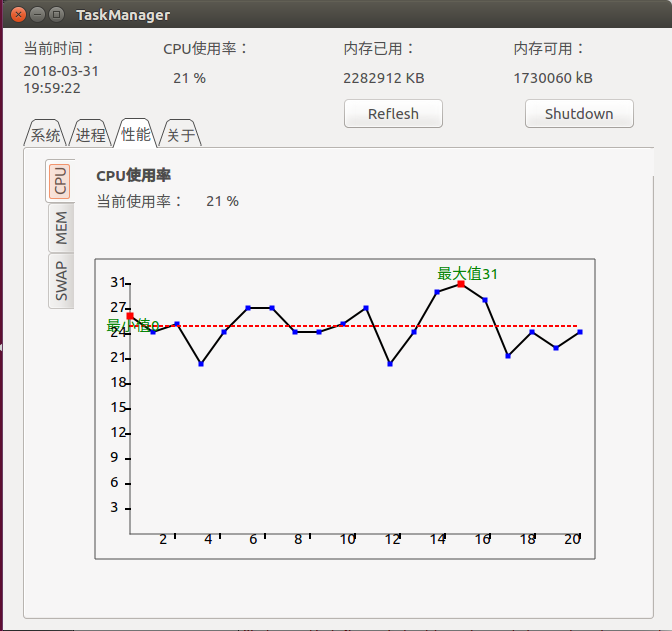 TaskManager
当前时间： CPU使用率： 内存已用： 内存可用：
2018-03-31
19:59:22
21 % 2282912 KB 1730060 kB
Reflesh Shutdown
系统 进程 性能 关于
CPU
MEM
SWAP
CPU使用率
当前使用率： 21 %
最大值31
31
27
最小值0
24
21
18
15
12
9
6
3
2 4 6 8 10 12 14 16 18 20